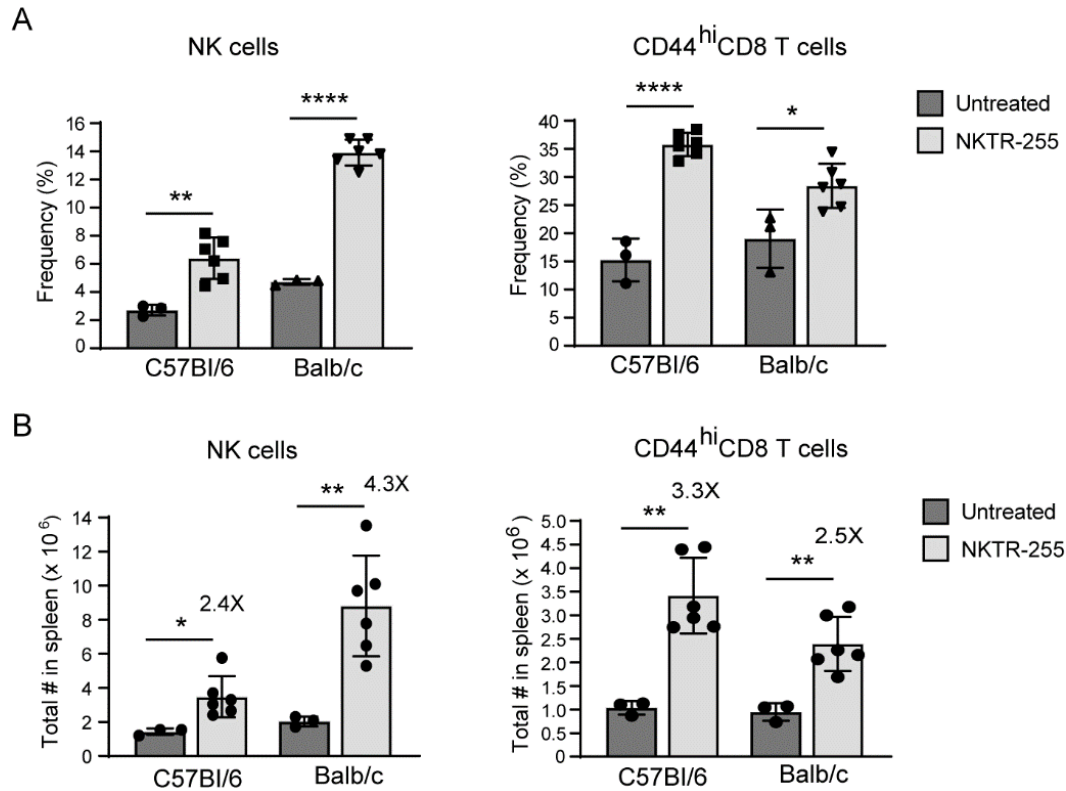 A
NK cells
CD44hiCD8 T cells
Untreated
NKTR-255
Frequency (%)
16
14
12
10
8
6
4
2
0
**
****
C57Bl/6
Balb/c
Frequency (%)
40
35
30
25
20
15
10
5
0
****
*
C57Bl/6
Balb/c
B
NK cells
CD44hiCD8 T cells
Untreated
NKTR-255
Total # in spleen (x 10⁶)
14
12
10
8
6
4
2
0
*
2.4X
**
4.3X
C57Bl/6
Balb/c
Total # in spleen (x 10⁶)
5.0
4.5
4.0
3.5
3.0
2.5
2.0
1.5
1.0
0.5
0
**
3.3X
**
2.5X
C57Bl/6
Balb/c